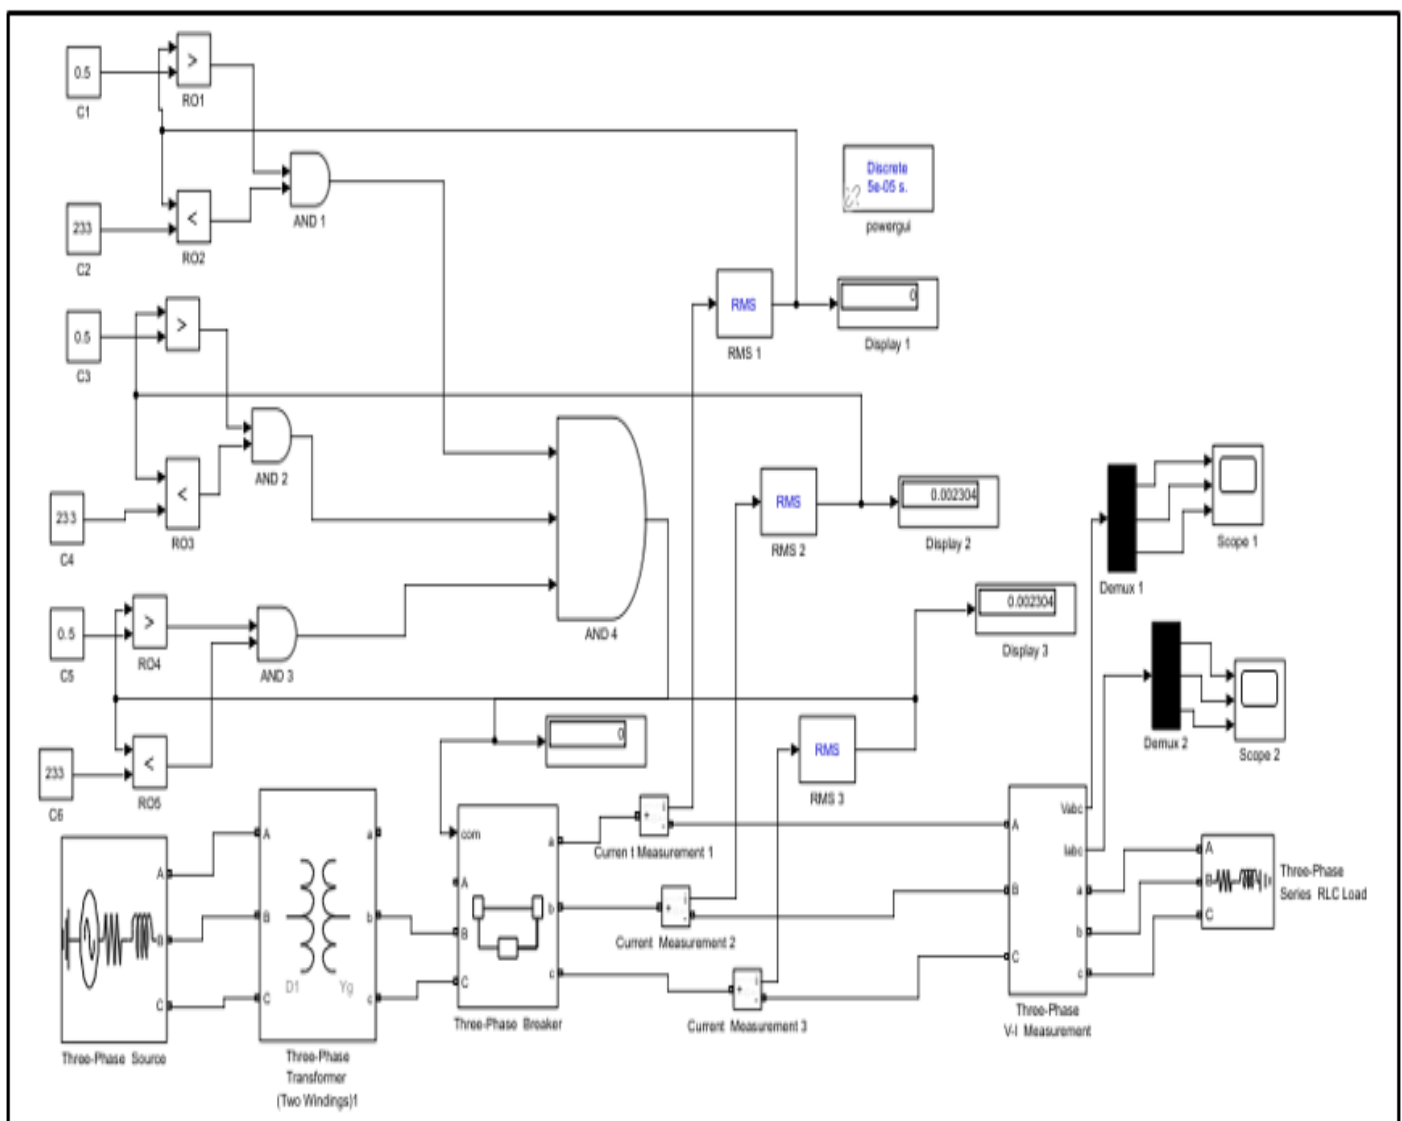 0.5
C1
>
RO1
233
C2
<
RO2
AND 1
Discrete
5e-05 s.
powergui
0.5
C3
>
RMS
RMS 1
0
Display 1
AND 2
233
C4
<
RO3
AND 4
RMS
RMS 2
0.002304
Display 2
Demux 1
Scope 1
0.5
C5
>
RO4
AND 3
0.002304
Display 3
233
C6
<
RO5
0
RMS
RMS 3
Demux 2
Scope 2
A
B
C
Three-Phase Source
A
B
C
a
b
c
D1
Yg
Three-Phase
Transformer
(Two Windings)1
com
A
B
C
a
b
c
Three-Phase Breaker
+
i
-
Curren t Measurement 1
+
i
-
Current Measurement 2
+
i
-
Current Measurement 3
A
B
C
Vabc
Iabc
a
b
c
Three-Phase
V-I Measurement
A
B
C
Three-Phase
Series RLC Load